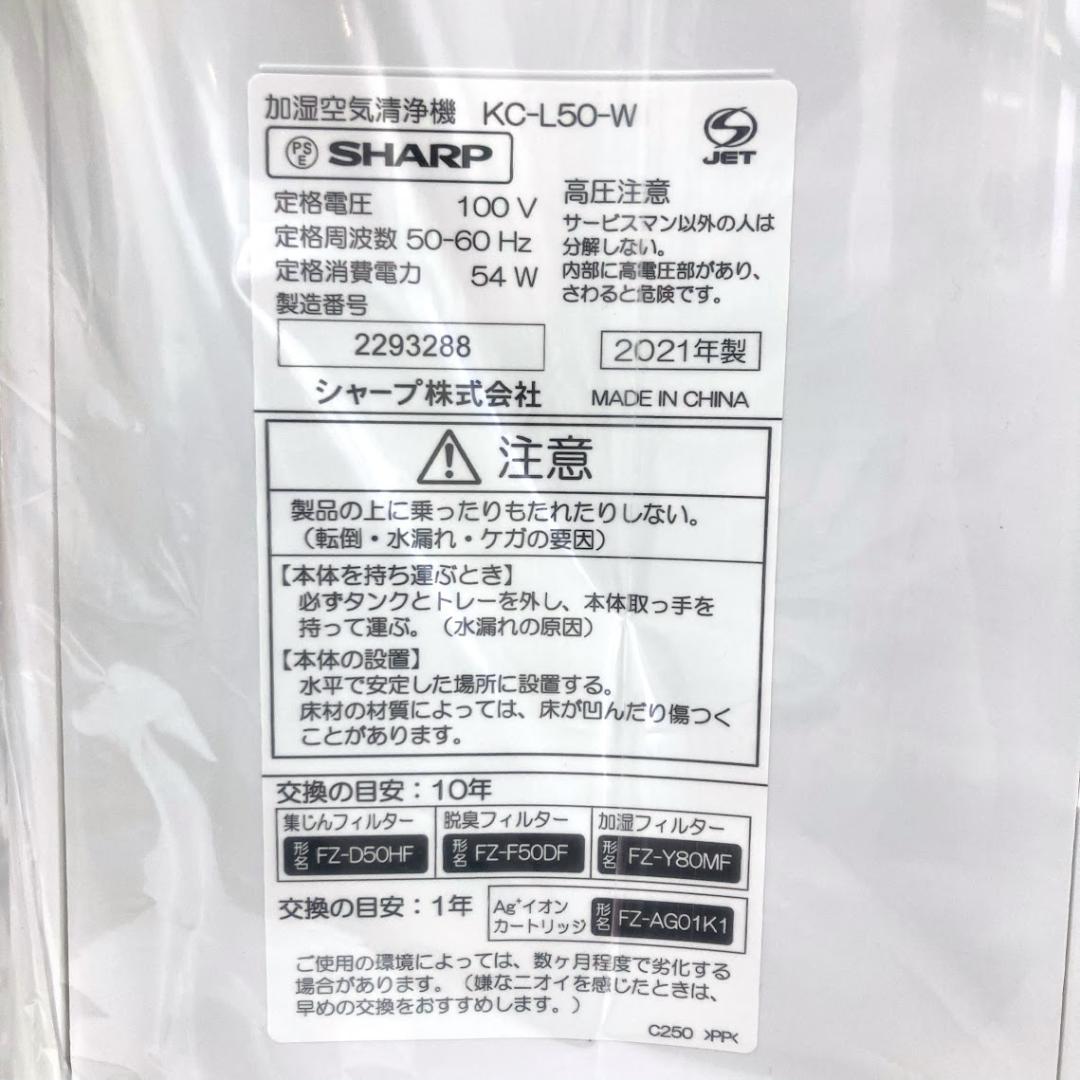 加湿空気清浄機 KC-L50-W
PS E SHARP
JET
定格電圧 100 V
定格周波数 50-60 Hz
定格消費電力 54 W
製造番号
2293288
シャープ株式会社
高圧注意
サービスマン以外の人は
分解しない。
内部に高電圧部があり、
さわると危険です。
2021年製
MADE IN CHINA
注意
製品の上に乗ったりもたれたりしない。
（転倒・水漏れ・ケガの要因）
【本体を持ち運ぶとき】
必ずタンクとトレーを外し、本体取っ手を
持って運ぶ。（水漏れの原因）
【本体の設置】
水平で安定した場所に設置する。
床材の材質によっては、床が凹んだり傷つく
ことがあります。
交換の目安：10年
集じんフィルター
形名 FZ-D50HF
脱臭フィルター
形名 FZ-F50DF
加湿フィルター
形名 FZ-Y80MF
交換の目安：1年
Ag⁺イオン
カートリッジ
形名 FZ-AG01K1
ご使用の環境によっては、数ヶ月程度で劣化する
場合があります。（嫌なニオイを感じたときは、
早めの交換をおすすめします。）
C250 >PP<